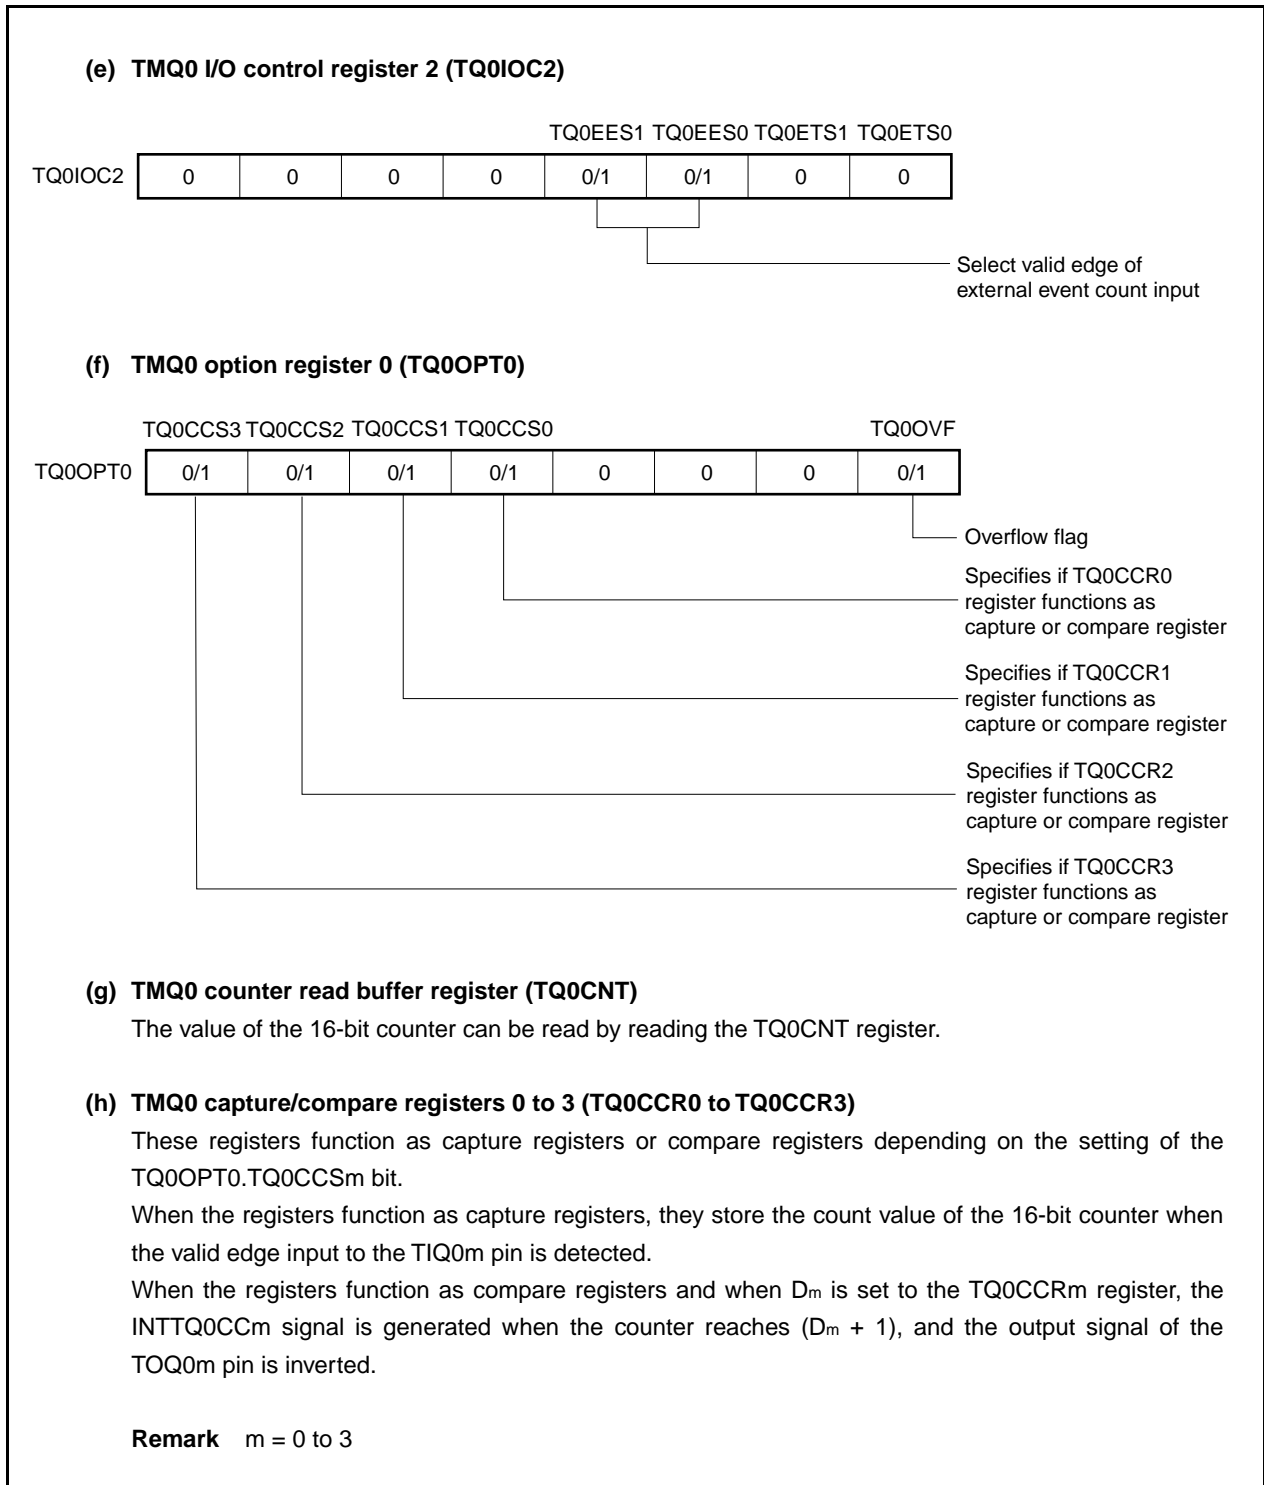 (e) TMQ0 I/O control register 2 (TQ0IOC2)
TQ0EES1 TQ0EES0 TQ0ETS1 TQ0ETS0
TQ0IOC2 0 0 0 0 0/1 0/1 0 0
Select valid edge of
external event count input
(f) TMQ0 option register 0 (TQ0OPT0)
TQ0CCS3 TQ0CCS2 TQ0CCS1 TQ0CCS0 TQ0OVF
TQ0OPT0 0/1 0/1 0/1 0/1 0 0 0 0/1
Overflow flag
Specifies if TQ0CCR0
register functions as
capture or compare register
Specifies if TQ0CCR1
register functions as
capture or compare register
Specifies if TQ0CCR2
register functions as
capture or compare register
Specifies if TQ0CCR3
register functions as
capture or compare register
(g) TMQ0 counter read buffer register (TQ0CNT)
The value of the 16-bit counter can be read by reading the TQ0CNT register.
(h) TMQ0 capture/compare registers 0 to 3 (TQ0CCR0 to TQ0CCR3)
These registers function as capture registers or compare registers depending on the setting of the
TQ0OPT0.TQ0CCSm bit.
When the registers function as capture registers, they store the count value of the 16-bit counter when
the valid edge input to the TIQ0m pin is detected.
When the registers function as compare registers and when Dm is set to the TQ0CCRm register, the
INTTQ0CCm signal is generated when the counter reaches (Dm + 1), and the output signal of the
TOQ0m pin is inverted.
Remark m = 0 to 3